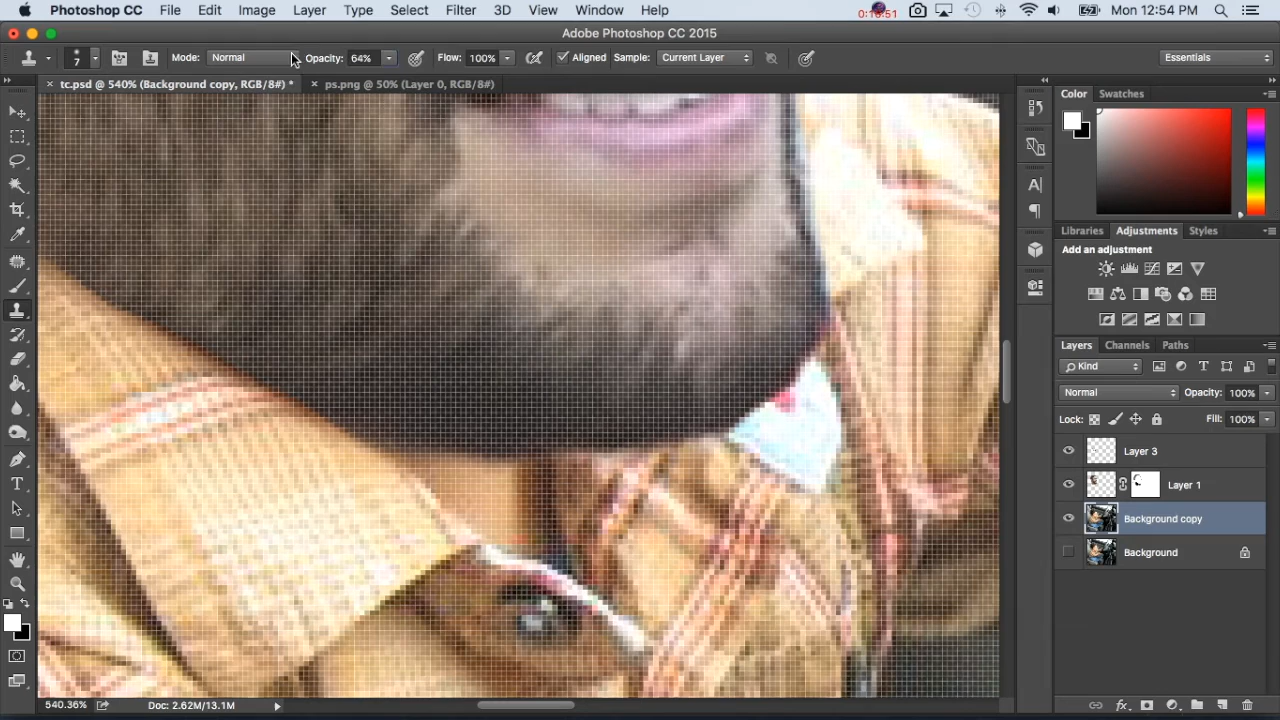 Photoshop CC File Edit Image Layer Type Select Filter 3D View Window Help Mon 12:54 PM
Adobe Photoshop CC 2015
7 Mode: Normal Opacity: 64% Flow: 100% Aligned Sample: Current Layer Essentials
tc.psd @ 540% (Background copy, RGB/8#) * ps.png @ 50% (Layer 0, RGB/8#)
Color Swatches
Libraries Adjustments Styles
Add an adjustment
Layers Channels Paths
Kind
Normal Opacity: 100%
Lock: Fill: 100%
Layer 3
Layer 1
Background copy
Background
540.36% Doc: 2.62M/13.1M